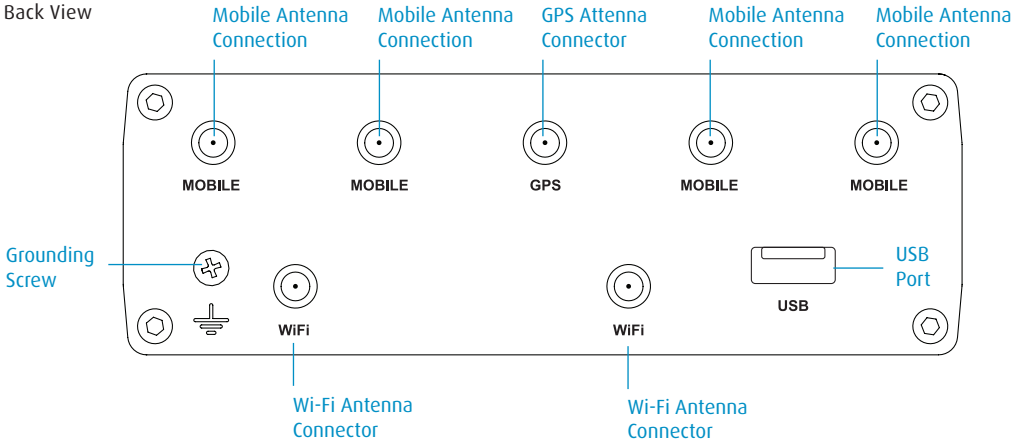 Back View
Mobile Antenna
Connection
Mobile Antenna
Connection
GPS Attenna
Connector
Mobile Antenna
Connection
Mobile Antenna
Connection
MOBILE
MOBILE
GPS
MOBILE
MOBILE
Grounding
Screw
USB
Port
USB
WiFi
WiFi
Wi-Fi Antenna
Connector
Wi-Fi Antenna
Connector